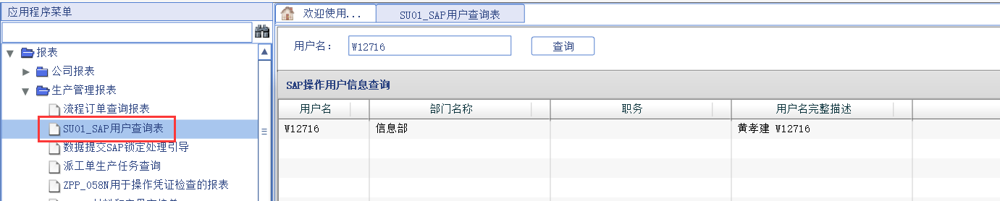 应用程序菜单
报表
公司报表
生产管理报表
流程订单查询报表
SU01_SAP用户查询表
数据提交SAP锁定处理引导
派工单生产任务查询
ZPP_058N用于操作凭证检查的报表
欢迎使用...
SU01_SAP用户查询表
用户名: W12716 查询
SAP操作用户信息查询
用户名 部门名称 职务 用户名完整描述
W12716 信息部 黄孝建 W12716